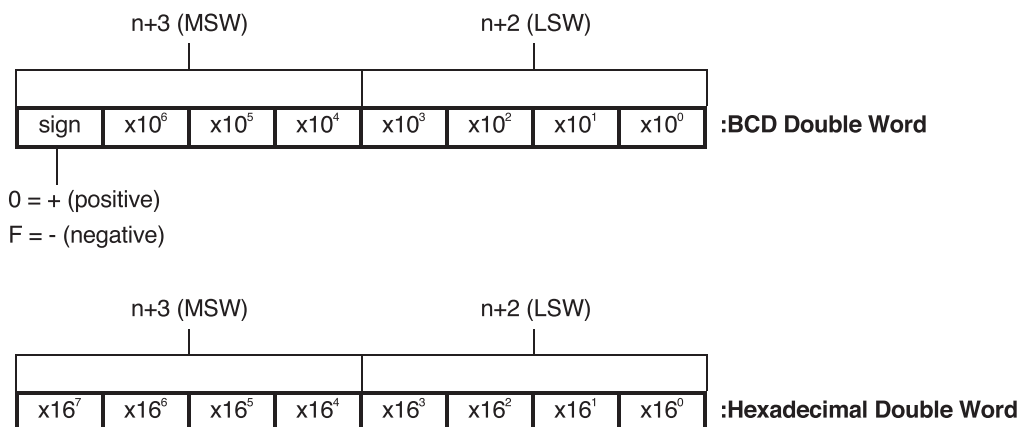 n+3 (MSW) n+2 (LSW)
sign x10⁶ x10⁵ x10⁴ x10³ x10² x10¹ x10⁰ :BCD Double Word
0 = + (positive)
F = - (negative)
n+3 (MSW) n+2 (LSW)
x16⁷ x16⁶ x16⁵ x16⁴ x16³ x16² x16¹ x16⁰ :Hexadecimal Double Word